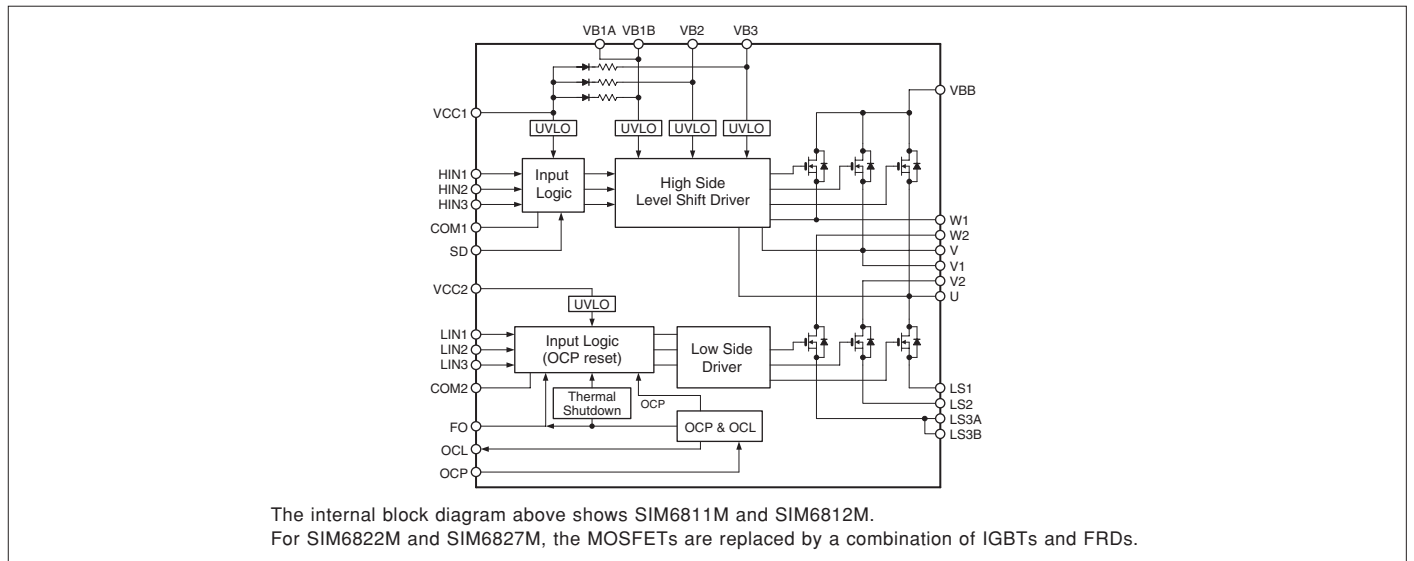 VB1A VB1B VB2 VB3
VBB
VCC1
UVLO UVLO UVLO UVLO
HIN1
HIN2
HIN3
Input
Logic
High Side
Level Shift Driver
COM1
SD
W1
W2
V
V1
V2
U
VCC2
UVLO
LIN1
LIN2
LIN3
Input Logic
(OCP reset)
Low Side
Driver
COM2
Thermal
Shutdown
OCP
OCP & OCL
LS1
LS2
LS3A
LS3B
FO
OCL
OCP
The internal block diagram above shows SIM6811M and SIM6812M.
For SIM6822M and SIM6827M, the MOSFETs are replaced by a combination of IGBTs and FRDs.